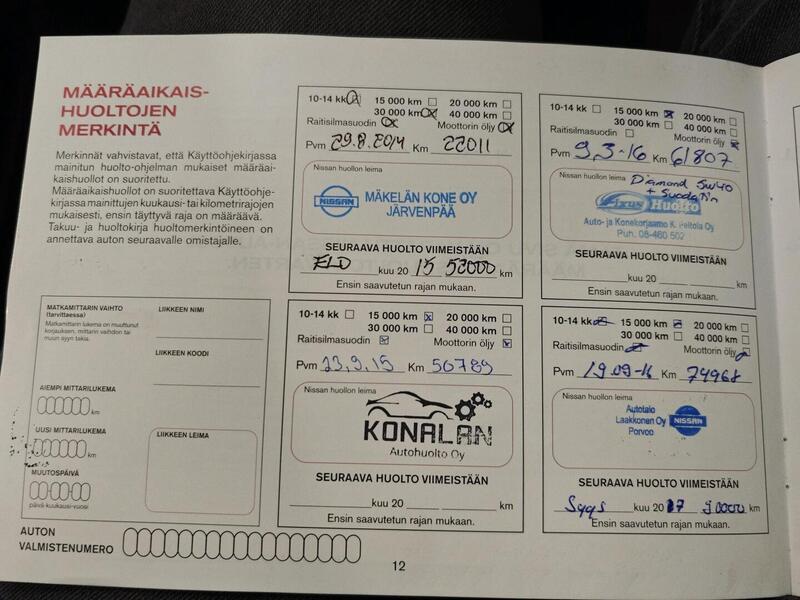 MÄÄRÄAIKAIS-
HUOLTOJEN
MERKINTÄ
Merkinnät vahvistavat, että Käyttöohjekirjassa
mainitun huolto-ohjelman mukaiset määräai-
kaishuollot on suoritettu.
Määräaikaishuollot on suoritettava Käyttöohje-
kirjassa mainittujen kuukausi- tai kilometrirajojen
mukaisesti, ensin täyttyvä raja on määräävä.
Takuu- ja huoltokirja huoltomerkintöineen on
annettava auton seuraavalle omistajalle.
MATKAMITTARIN VAIHTO
(tarvittaessa)
Matkamittarin lukema on muuttunut
korjauksen, mittarin vaihdon tai
muun syyn takia.
AIEMPI MITTARILUKEMA
km
UUSI MITTARILUKEMA
km
MUUTOSPÄIVÄ
päivä-kuukausi-vuosi
LIIKKEEN NIMI
LIIKKEEN KOODI
LIIKKEEN LEIMA
AUTON
VALMISTENUMERO
10-14 kk 15 000 km 20 000 km
30 000 km 40 000 km
Raitisilmasuodin Moottorin öljy
Pvm 29.8.2014 Km 22011
Nissan huollon leima
NISSAN MÄKELÄN KONE OY
JÄRVENPÄÄ
SEURAAVA HUOLTO VIIMEISTÄÄN
ELO kuu 20 15 52000 km
Ensin saavutetun rajan mukaan.
10-14 kk 15 000 km 20 000 km
30 000 km 40 000 km
Raitisilmasuodin Moottorin öljy
Pvm 23.9.15 Km 50789
Nissan huollon leima
KONALAN
Autohuolto Oy
SEURAAVA HUOLTO VIIMEISTÄÄN
kuu 20 km
Ensin saavutetun rajan mukaan.
10-14 kk 15 000 km 20 000 km
30 000 km 40 000 km
Raitisilmasuodin Moottorin öljy
Pvm 9.3-16 Km 61807
Nissan huollon leima Diamond 5W40
+ Suodatin
Huolto
Auto- ja Konekorjaamo K. Peltola Oy
Puh. 08-460 502
SEURAAVA HUOLTO VIIMEISTÄÄN
kuu 20 km
Ensin saavutetun rajan mukaan.
10-14 kk 15 000 km 20 000 km
30 000 km 40 000 km
Raitisilmasuodin Moottorin öljy
Pvm 19.09-16 Km 74968
Nissan huollon leima
Autotalo
Laakkonen Oy NISSAN
Porvoo
SEURAAVA HUOLTO VIIMEISTÄÄN
Syys kuu 2017 90000 km
Ensin saavutetun rajan mukaan.
12